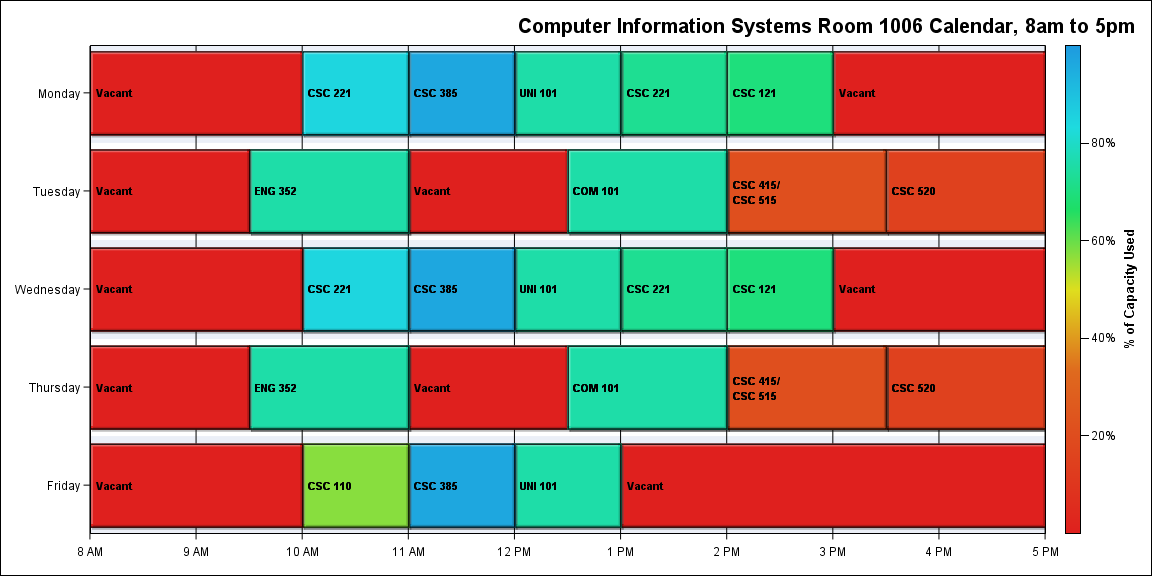 Computer Information Systems Room 1006 Calendar, 8am to 5pm
Monday
Vacant
CSC 221
CSC 385
UNI 101
CSC 221
CSC 121
Vacant
Tuesday
Vacant
ENG 352
Vacant
COM 101
CSC 415/
CSC 515
CSC 520
Wednesday
Vacant
CSC 221
CSC 385
UNI 101
CSC 221
CSC 121
Vacant
Thursday
Vacant
ENG 352
Vacant
COM 101
CSC 415/
CSC 515
CSC 520
Friday
Vacant
CSC 110
CSC 385
UNI 101
Vacant
8 AM
9 AM
10 AM
11 AM
12 PM
1 PM
2 PM
3 PM
4 PM
5 PM
80%
60%
40%
20%
% of Capacity Used